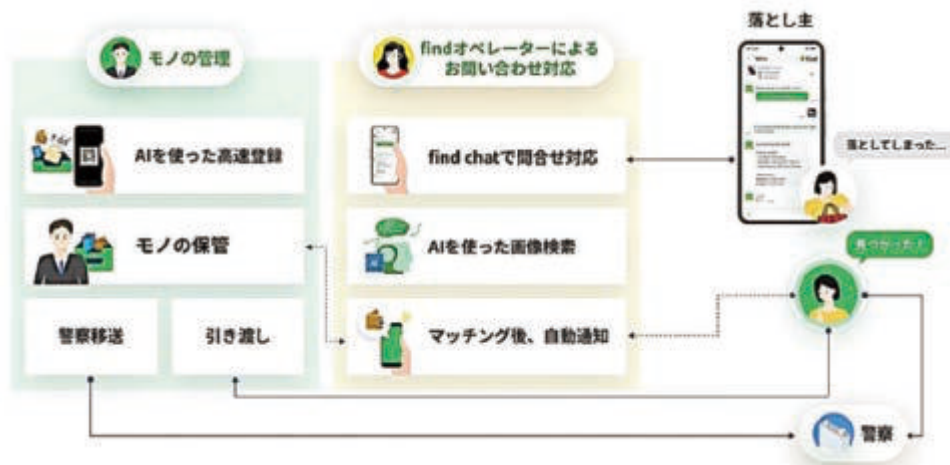 落とし主
モノの管理
findオペレーターによる
お問い合わせ対応
AIを使った高速登録
find chatで問合せ対応
落としてしまった...
モノの保管
AIを使った画像検索
見つかった！
警察移送
引き渡し
マッチング後、自動通知
警察